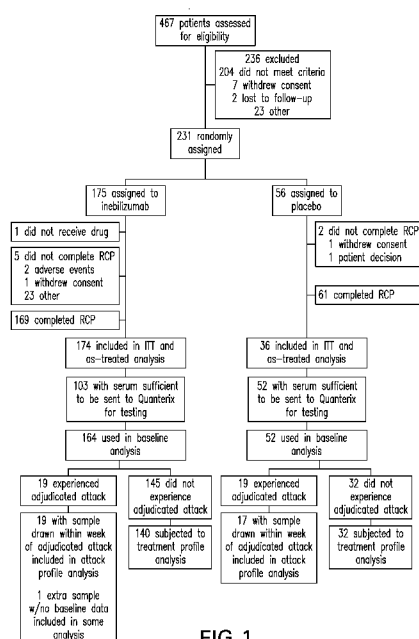 467 patients assessed
for eligibility
236 excluded
204 did not meet criteria
7 withdrew consent
2 lost to follow-up
23 other
231 randomly
assigned
175 assigned to
inebilizumab
56 assigned to
placebo
1 did not receive drug
5 did not complete RCP
2 adverse events
1 withdrew consent
23 other
169 completed RCP
2 did not complete RCP
1 withdrew consent
1 patient decision
61 completed RCP
174 included in ITT and
as-treated analysis
36 included in ITT and
as-treated analysis
103 with serum sufficient
to be sent to Quanterix
for testing
52 with serum sufficient
to be sent to Quanterix
for testing
164 used in baseline
analysis
52 used in baseline
analysis
19 experienced
adjudicated attack
145 did not
experience
adjudicated attack
19 experienced
adjudicated attack
32 did not
experience
adjudicated attack
19 with sample
drawn within week
of adjudicated attack
included in attack
profile analysis
1 extra sample
w/no baseline data
included in some
analysis
140 subjected to
treatment profile
analysis
17 with sample
drawn within week
of adjudicated attack
included in attack
profile analysis
32 subjected to
treatment profile
analysis
FIG. 1